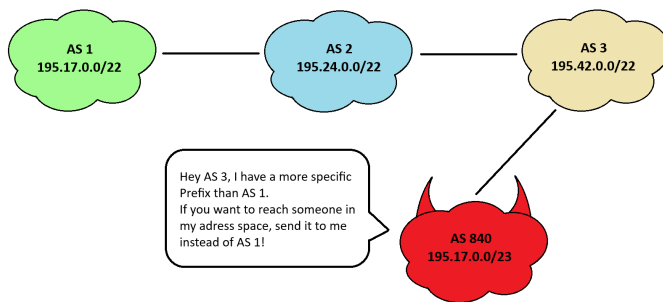 AS 1
195.17.0.0/22
AS 2
195.24.0.0/22
AS 3
195.42.0.0/22
Hey AS 3, I have a more specific
Prefix than AS 1.
If you want to reach someone in
my adress space, send it to me
instead of AS 1!
AS 840
195.17.0.0/23